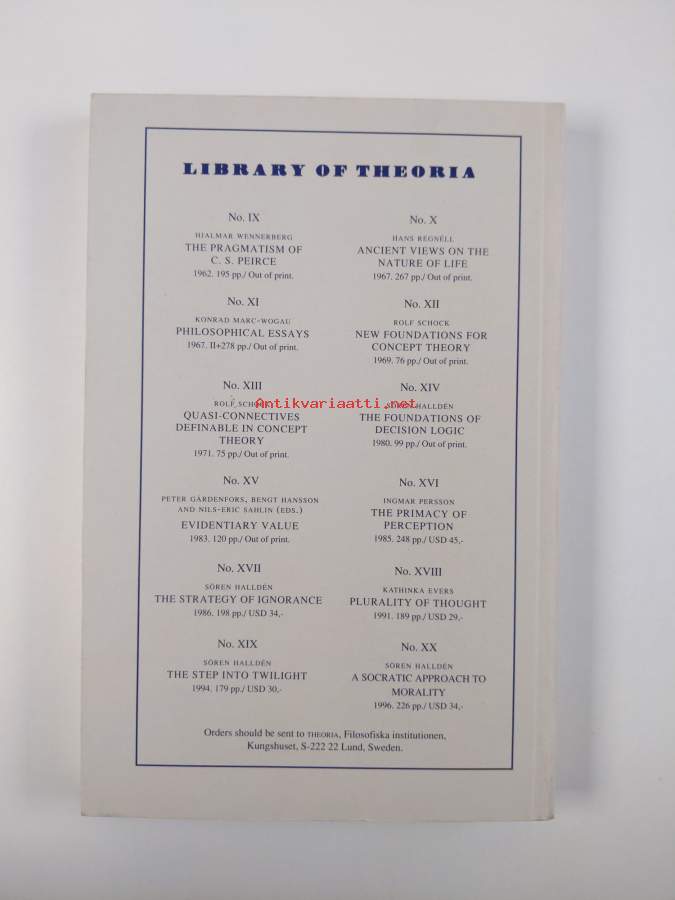 LIBRARY OF THEORIA
No. IX
HJALMAR WENNERBERG
THE PRAGMATISM OF
C. S. PEIRCE
1962. 195 pp./ Out of print.
No. X
HANS REGNÉLL
ANCIENT VIEWS ON THE
NATURE OF LIFE
1967. 267 pp./ Out of print.
No. XI
KONRAD MARC-WOGAU
PHILOSOPHICAL ESSAYS
1967. II+278 pp./ Out of print.
No. XII
ROLF SCHOCK
NEW FOUNDATIONS FOR
CONCEPT THEORY
1969. 76 pp./ Out of print.
No. XIII
ROLF SCHOCK
QUASI-CONNECTIVES
DEFINABLE IN CONCEPT
THEORY
1971. 75 pp./ Out of print.
No. XIV
SÖREN HALLDÉN
THE FOUNDATIONS OF
DECISION LOGIC
1980. 99 pp./ Out of print.
Antikvariaatti.net
No. XV
PETER GÄRDENFORS, BENGT HANSSON
AND NILS-ERIC SAHLIN (EDS.)
EVIDENTIARY VALUE
1983. 120 pp./ Out of print.
No. XVI
INGMAR PERSSON
THE PRIMACY OF
PERCEPTION
1985. 248 pp./ USD 45,-
No. XVII
SÖREN HALLDÉN
THE STRATEGY OF IGNORANCE
1986. 198 pp./ USD 34,-
No. XVIII
KATHINKA EVERS
PLURALITY OF THOUGHT
1991. 189 pp./ USD 29,-
No. XIX
SÖREN HALLDÉN
THE STEP INTO TWILIGHT
1994. 179 pp./ USD 30,-
No. XX
SÖREN HALLDÉN
A SOCRATIC APPROACH TO
MORALITY
1996. 226 pp./ USD 34,-
Orders should be sent to THEORIA, Filosofiska institutionen,
Kungshuset, S-222 22 Lund, Sweden.